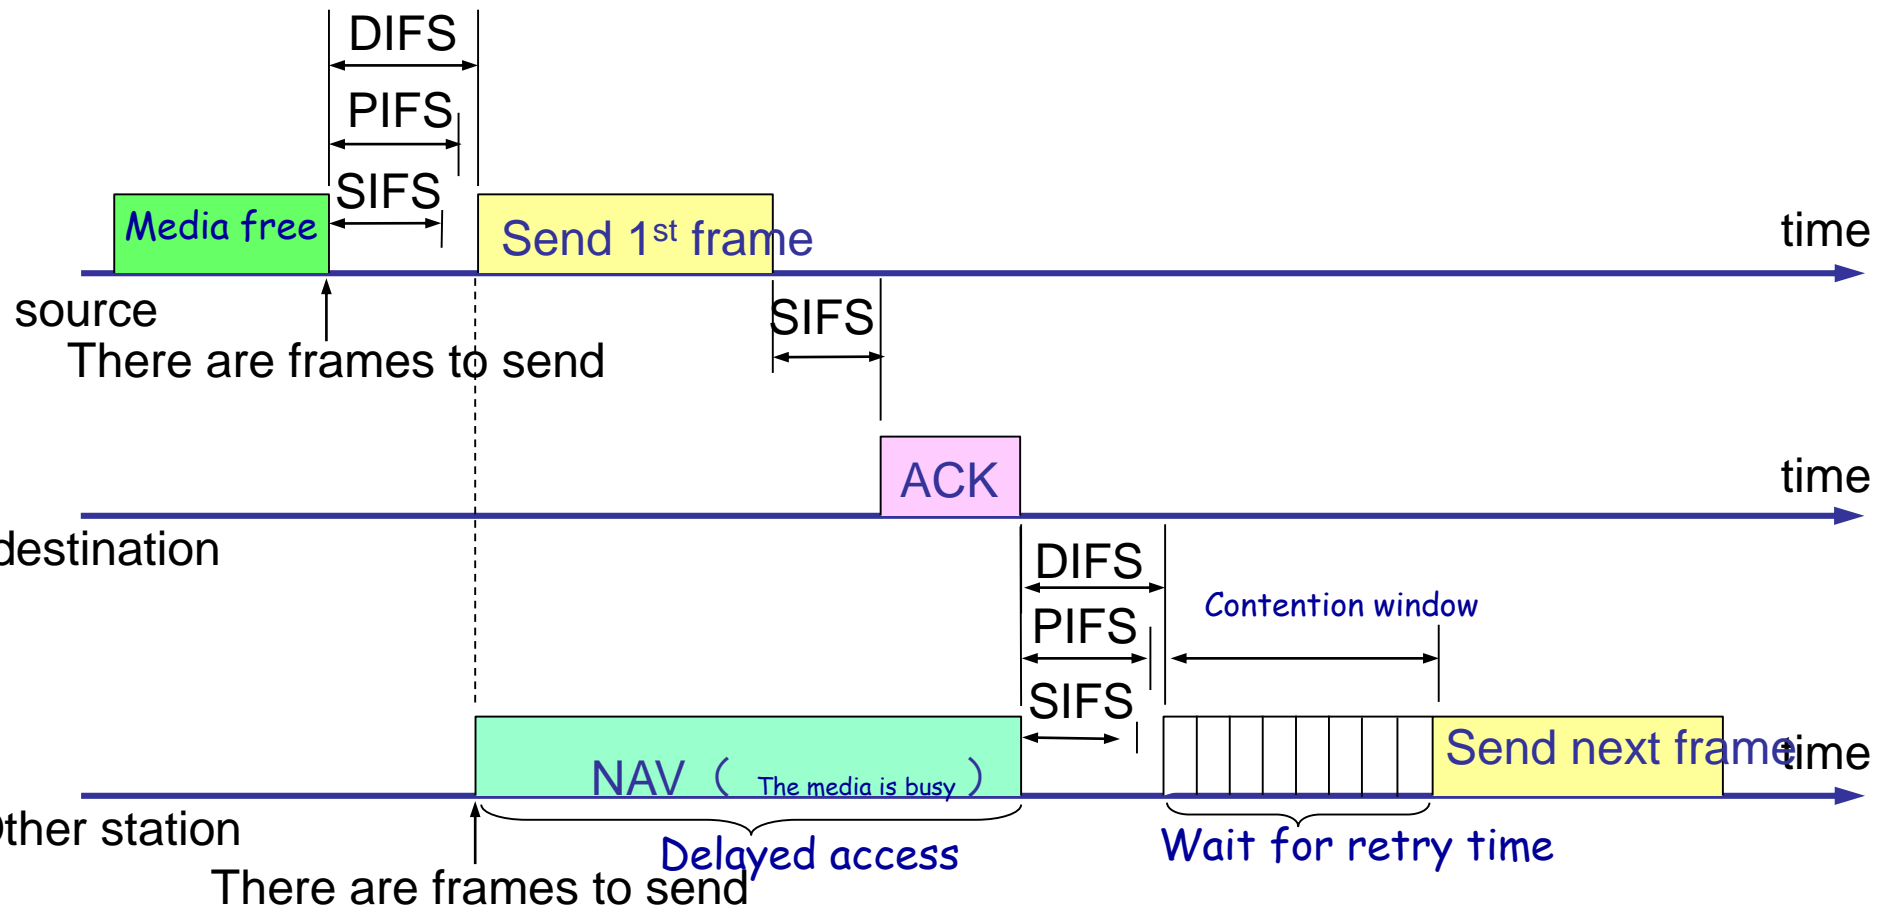 DIFS
PIFS
SIFS
Media free
Send 1st frame
time
source
SIFS
There are frames to send
ACK
time
destination
DIFS
Contention window
PIFS
SIFS
Send next frame
time
NAV ( The media is busy )
Other station
Delayed access
Wait for retry time
There are frames to send